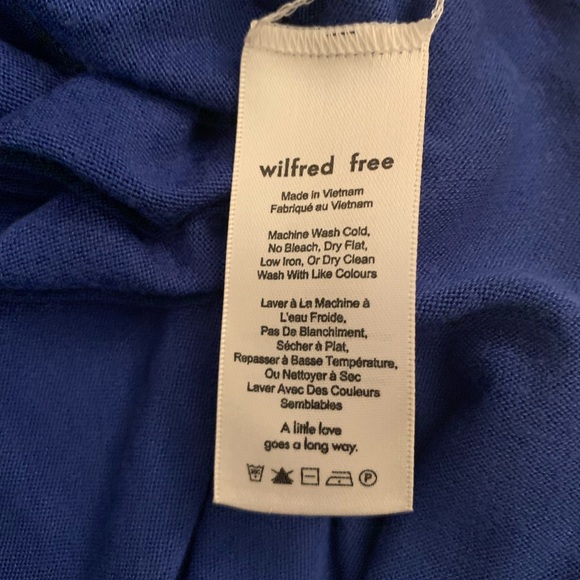 wilfred free
Made in Vietnam
Fabriqué au Vietnam
Machine Wash Cold,
No Bleach, Dry Flat,
Low Iron, Or Dry Clean
Wash With Like Colours
Laver à La Machine à
L'eau Froide,
Pas De Blanchiment,
Sécher à Plat,
Repasser à Basse Température,
Ou Nettoyer à Sec
Laver Avec Des Couleurs
Semblables
A little love
goes a long way.
P